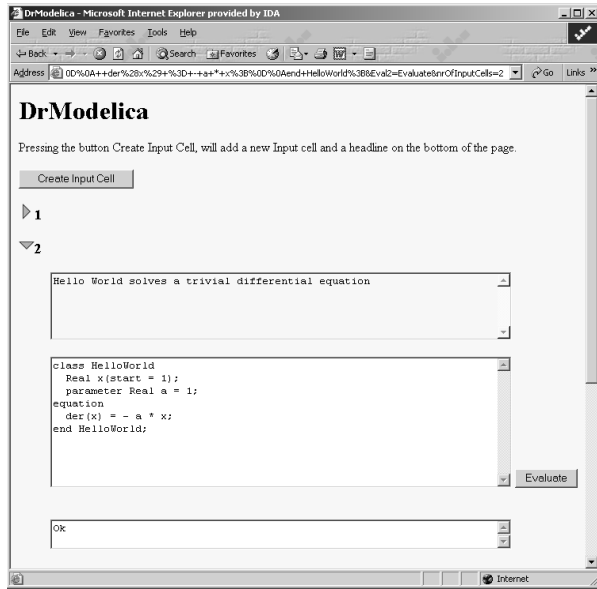 DrModelica - Microsoft Internet Explorer provided by IDA
File Edit View Favorites Tools Help
Back Search Favorites
Address 0D%0A++der%28x%29+%3D+-+a+*+x%3B%0D%0Aend+HelloWorld%3B&Eval2=Evaluate&nrOfInputCells=2 Go Links »
DrModelica
Pressing the button Create Input Cell, will add a new Input cell and a headline on the bottom of the page.
Create Input Cell
1
2
Hello World solves a trivial differential equation
class HelloWorld
  Real x(start = 1);
  parameter Real a = 1;
equation
  der(x) = - a * x;
end HelloWorld;
Evaluate
Ok
Internet